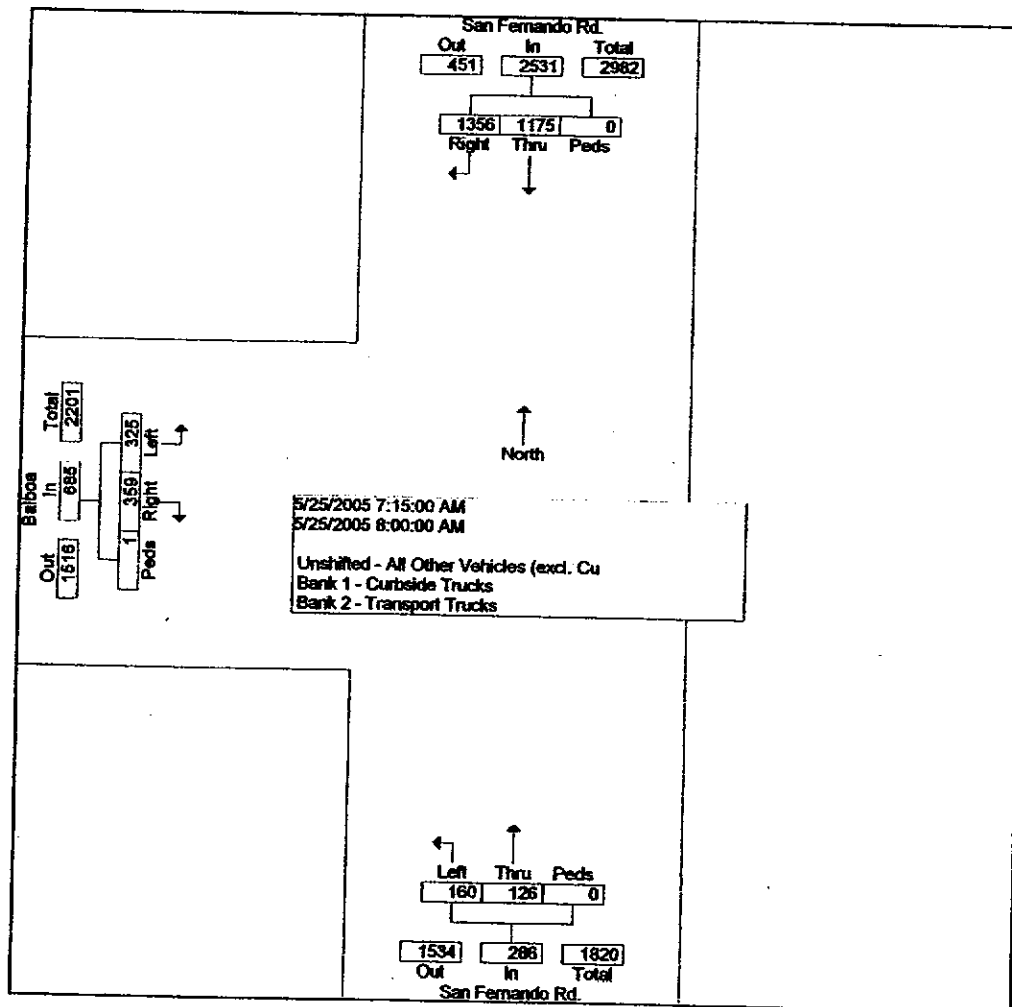 San Fernando Rd.
Out In Total
451 2531 2982
1356 1175 0
Right Thru Peds
Balboa
Out In Total
1516 685 2201
1 359 325
Peds Right Left
North
5/25/2005 7:15:00 AM
5/25/2005 8:00:00 AM
Unshifted - All Other Vehicles (excl. Cu
Bank 1 - Curbside Trucks
Bank 2 - Transport Trucks
Left Thru Peds
160 126 0
1534 286 1820
Out In Total
San Fernando Rd.